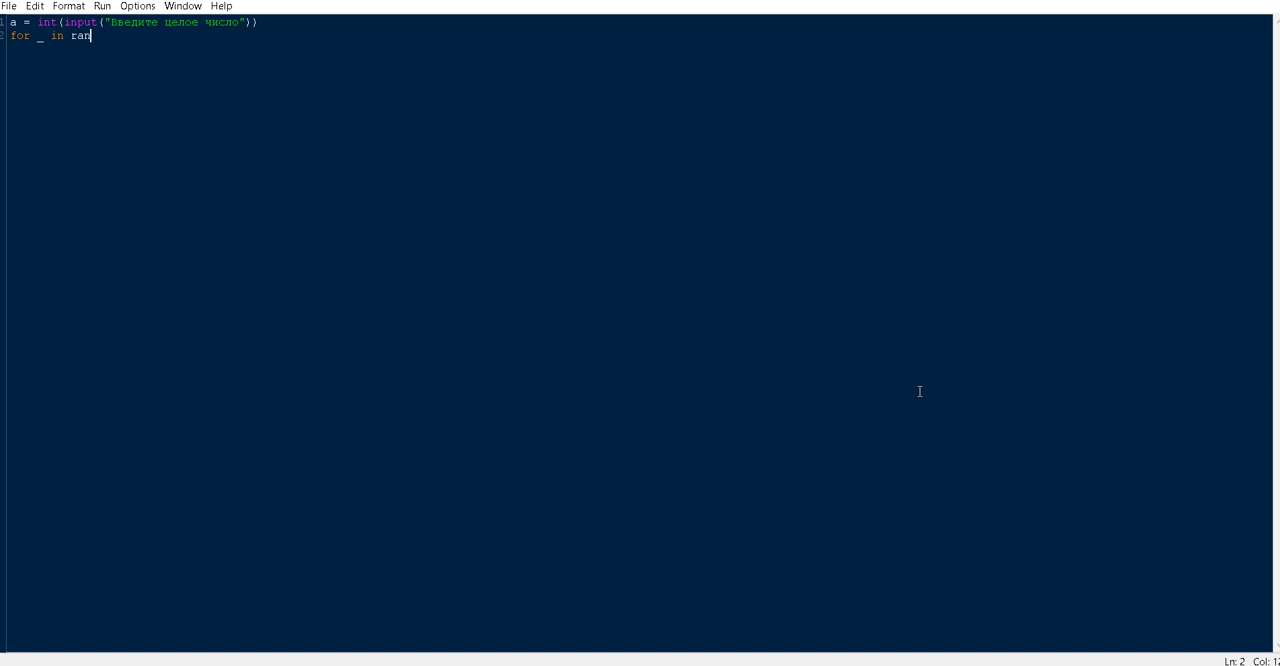 File Edit Format Run Options Window Help
1 a = int(input("Введите целое число"))
2 for _ in ran
Ln: 2 Col: 12